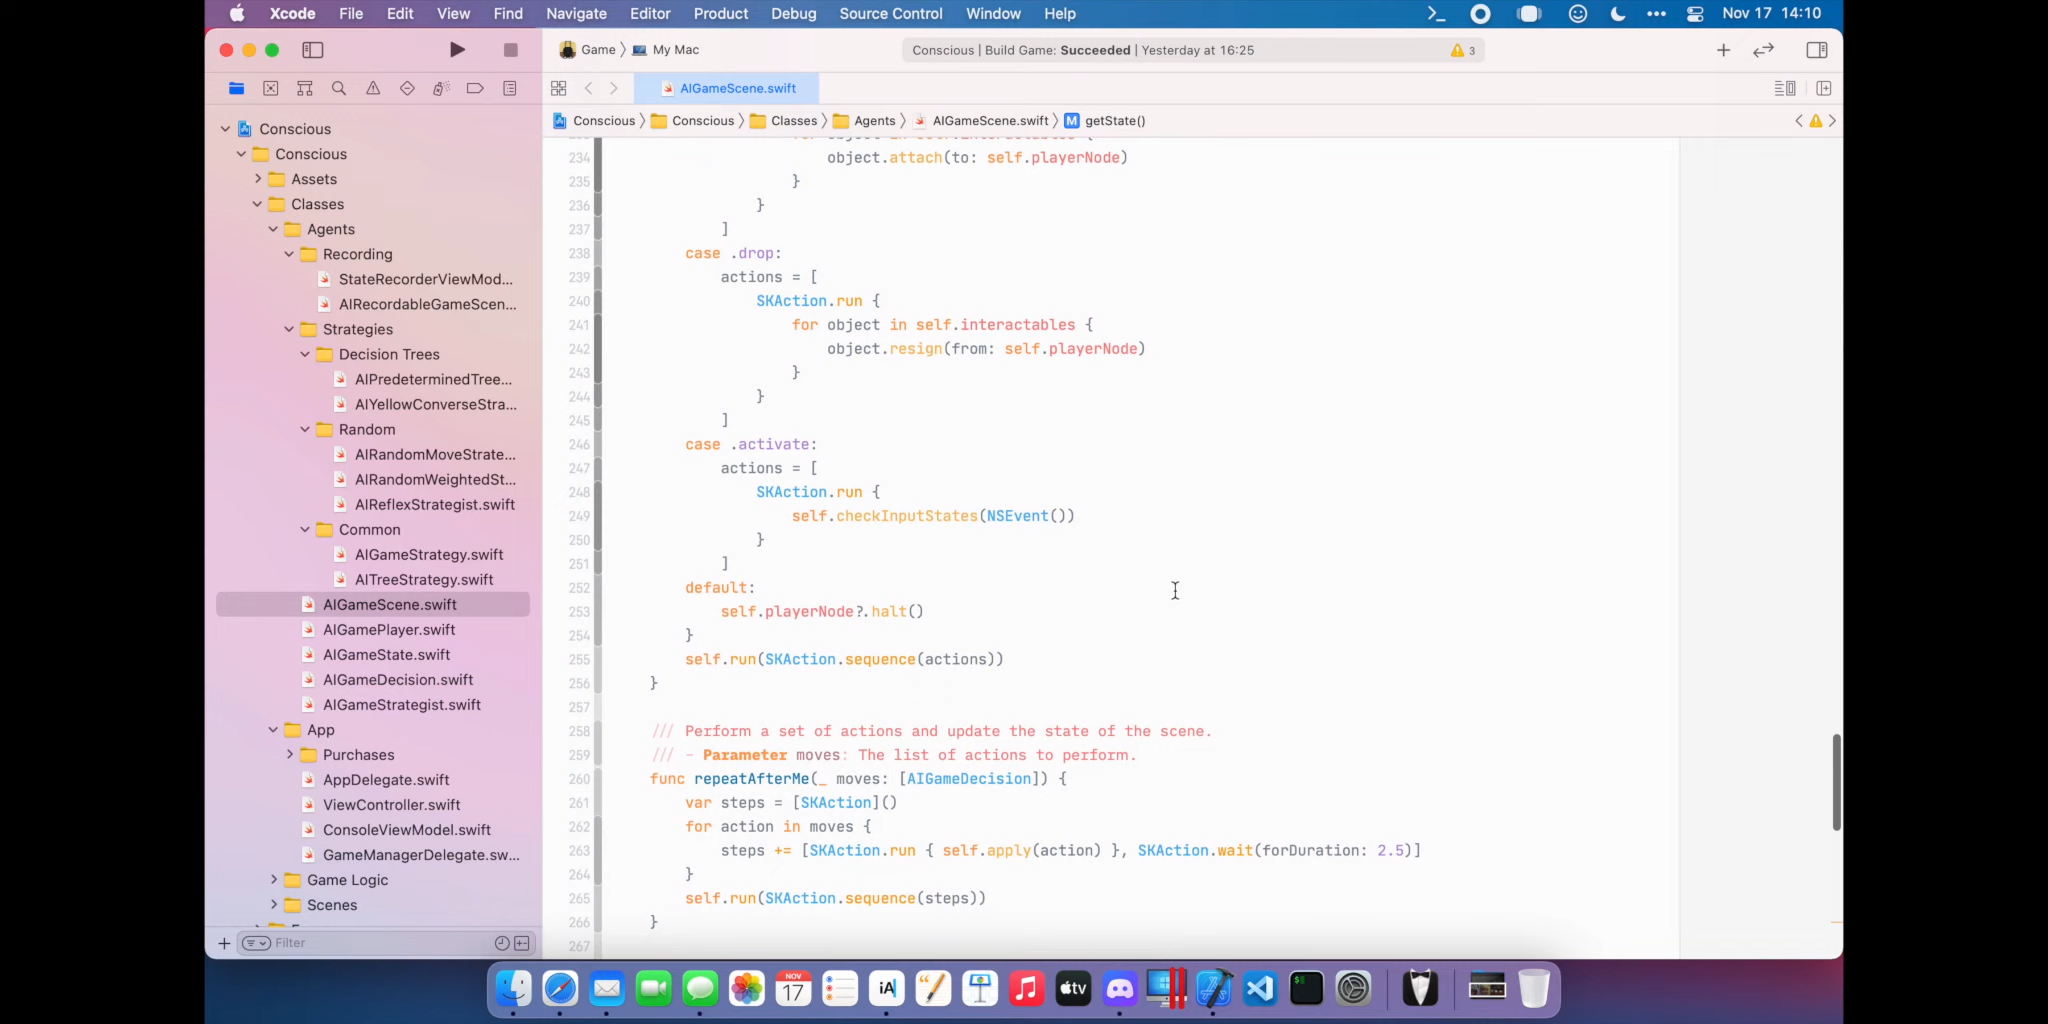 Xcode File Edit View Find Navigate Editor Product Debug Source Control Window Help Nov 17 14:10
Game My Mac Conscious | Build Game: Succeeded | Yesterday at 16:25 3
AIGameScene.swift
Conscious Conscious Classes Agents AIGameScene.swift M getState()
Conscious
Conscious
Assets
Classes
Agents
Recording
StateRecorderViewMod...
AIRecordableGameScen...
Strategies
Decision Trees
AIPredeterminedTree...
AIYellowConverseStra...
Random
AIRandomMoveStrate...
AIRandomWeightedSt...
AIReflexStrategist.swift
Common
AIGameStrategy.swift
AITreeStrategy.swift
AIGameScene.swift
AIGamePlayer.swift
AIGameState.swift
AIGameDecision.swift
AIGameStrategist.swift
App
Purchases
AppDelegate.swift
ViewController.swift
ConsoleViewModel.swift
GameManagerDelegate.sw...
Game Logic
Scenes
Filter
234 object.attach(to: self.playerNode)
235 }
236 }
237 ]
238 case .drop:
239 actions = [
240 SKAction.run {
241 for object in self.interactables {
242 object.resign(from: self.playerNode)
243 }
244 }
245 ]
246 case .activate:
247 actions = [
248 SKAction.run {
249 self.checkInputStates(NSEvent())
250 }
251 ]
252 default:
253 self.playerNode?.halt()
254 }
255 self.run(SKAction.sequence(actions))
256 }
257
258 /// Perform a set of actions and update the state of the scene.
259 /// - Parameter moves: The list of actions to perform.
260 func repeatAfterMe(_ moves: [AIGameDecision]) {
261 var steps = [SKAction]()
262 for action in moves {
263 steps += [SKAction.run { self.apply(action) }, SKAction.wait(forDuration: 2.5)]
264 }
265 self.run(SKAction.sequence(steps))
266 }
267
NOV
17
iA
tv